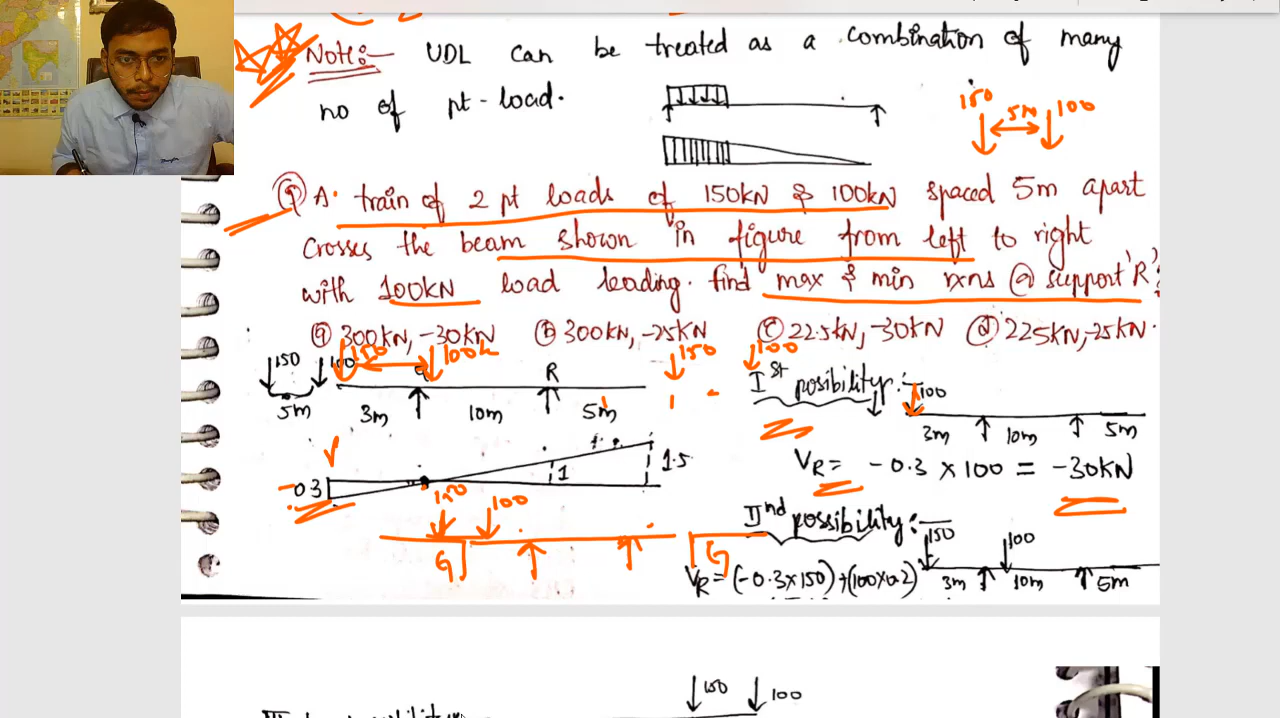 Note:- UDL can be treated as a combination of many
no of pt-load.
150 5m 100
Q A. train of 2 pt loads of 150kN & 100kN spaced 5m apart
crosses the beam shown in figure from left to right
with 100kN load leading. find max & min rxns @ support 'R'?
(a) 300kN, -30kN (b) 300kN, -25kN (c) 22.5kN, -30kN (d) 225kN, -25kN.
150 100 150 100k R 150 100
5m 3m 10m 5m
Ist posibility:-
100
3m 10m 5m
-0.3 1 1.5
VR = -0.3 × 100 = -30kN
150 100
G G
IInd possibility:-
150 100
VR = (-0.3×150)+(100×0.2) 3m 10m 5m
150 100